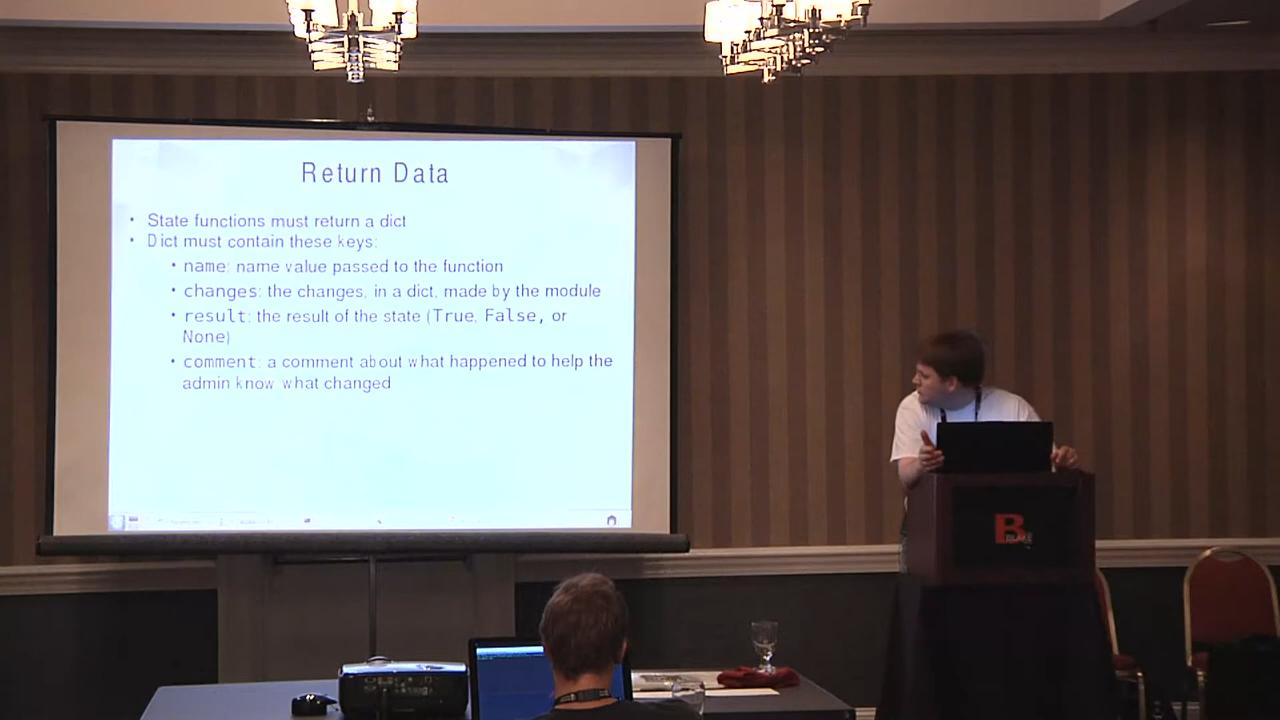 Return Data
• State functions must return a dict
• Dict must contain these keys:
• name: name value passed to the function
• changes: the changes, in a dict, made by the module
• result: the result of the state (True, False, or
None)
• comment: a comment about what happened to help the
admin know what changed
B
BLAKE